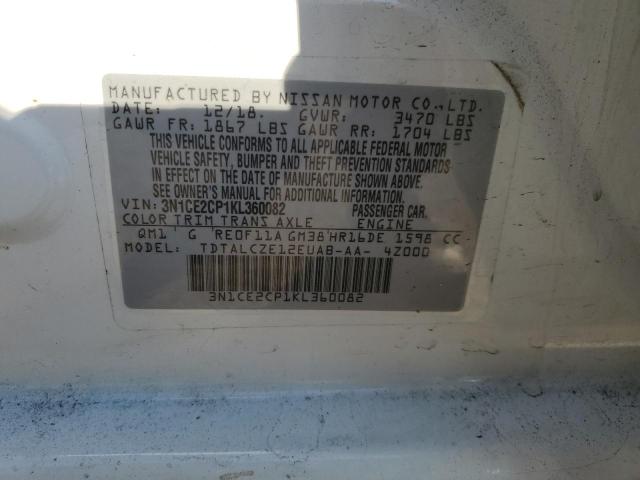 MANUFACTURED BY NISSAN MOTOR CO.,LTD.
DATE: 12/18. GVWR: 3470 LBS
GAWR FR: 1867 LBS GAWR RR: 1704 LBS
THIS VEHICLE CONFORMS TO ALL APPLICABLE FEDERAL MOTOR
VEHICLE SAFETY, BUMPER AND THEFT PREVENTION STANDARDS
IN EFFECT ON THE DATE OF MANUFACTURE SHOWN ABOVE.
SEE OWNER'S MANUAL FOR ADDITIONAL INFORMATION.
VIN: 3N1CE2CP1KL360082 PASSENGER CAR.
COLOR TRIM TRANS AXLE ENGINE
QM1 G RE0F11A GM38 HR16DE 1598 CC
MODEL: TDTALCZE12EUAB-AA- 4Z000
3N1CE2CP1KL360082